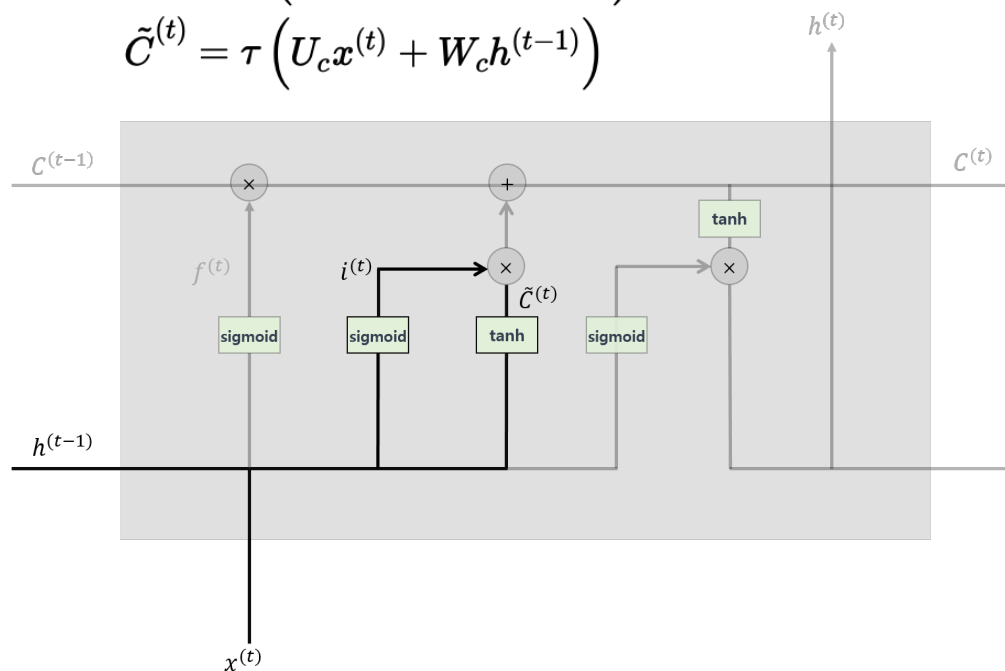 C̃^(t) = τ(U_c x^(t) + W_c h^(t−1))
h^(t)
C^(t−1)
C^(t)
×
+
tanh
f^(t)
i^(t)
×
×
C̃^(t)
sigmoid
sigmoid
tanh
sigmoid
h^(t−1)
x^(t)